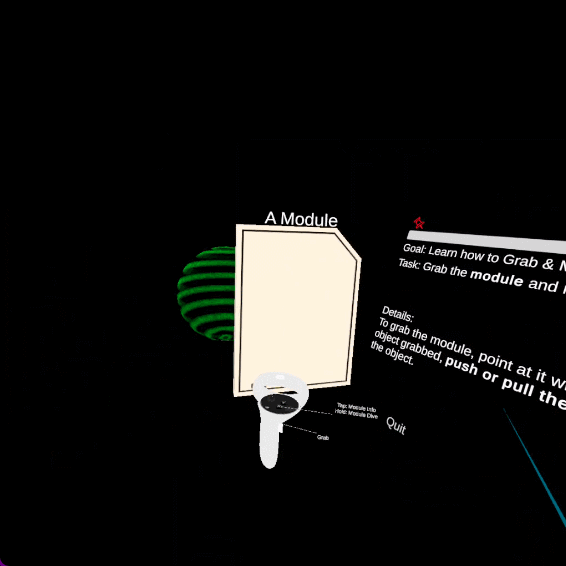 A Module
Goal: Learn how to Grab &
Task: Grab the module and
Details:
To grab the module, point at it
object grabbed, push or pull the
the object.
Tap: Module Info
Hold: Module Dive
Grab
Quit